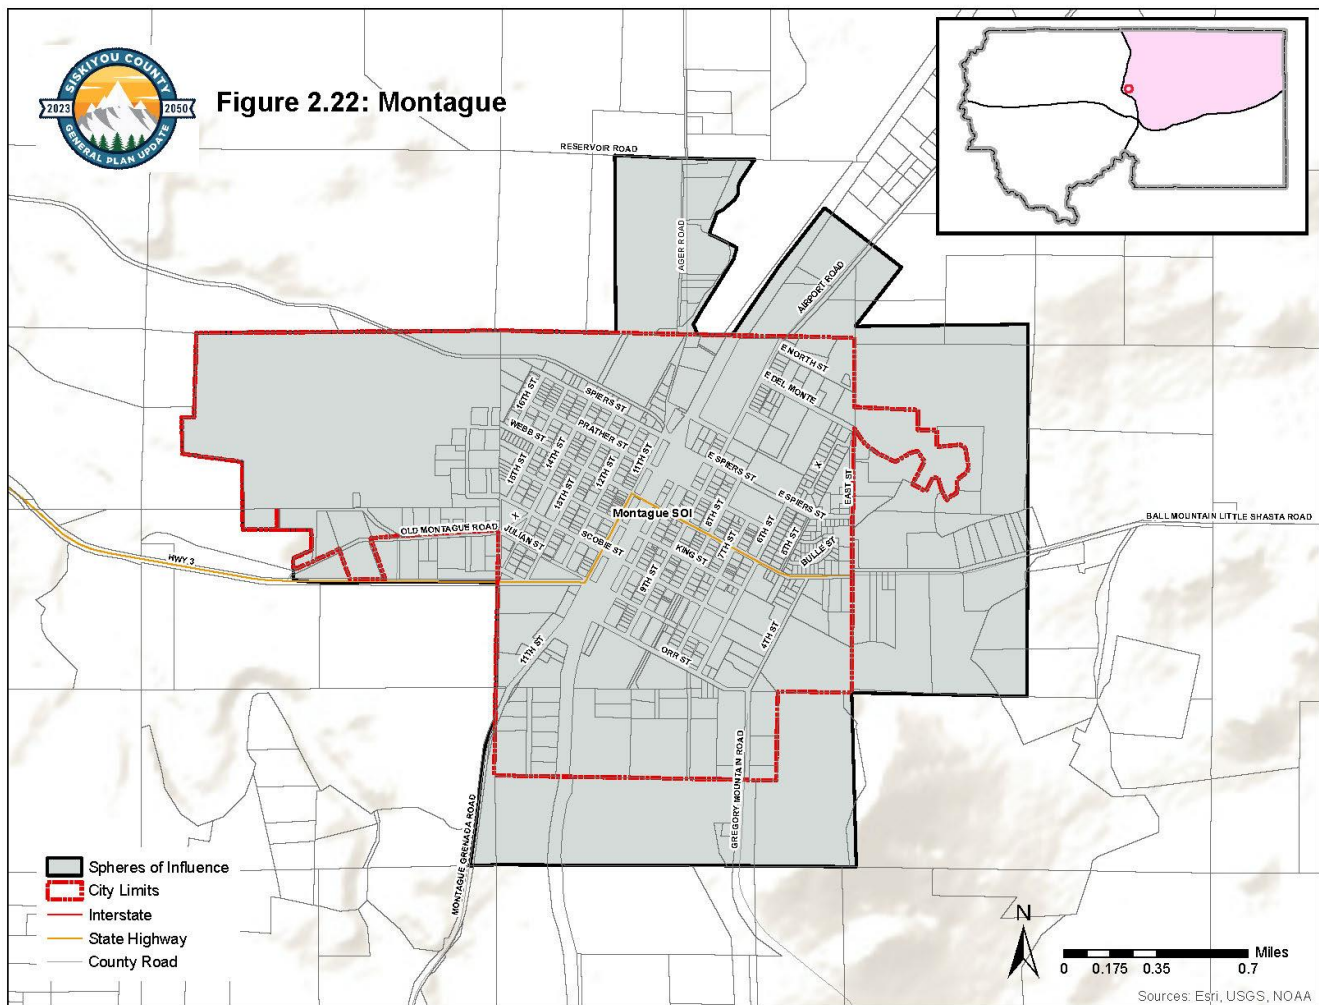 SISKIYOU COUNTY
2023
2050
GENERAL PLAN UPDATE
Figure 2.22: Montague
RESERVOIR ROAD
AGER ROAD
AIRPORT ROAD
E NORTH ST
E DEL MONTE
16TH ST
SPIERS ST
WEBB ST
PRATHER ST
15TH ST
14TH ST
13TH ST
12TH ST
11TH ST
E SPIERS ST
E SPIERS ST
X
EAST ST
8TH ST
Montague SOI
BALL MOUNTAIN LITTLE SHASTA ROAD
OLD MONTAGUE ROAD
X
JULIAN ST
SCOBIE ST
KING ST
7TH ST
6TH ST
5TH ST
BULLE ST
HWY 3
9TH ST
4TH ST
11TH ST
ORR ST
GREGORY MOUNTAIN ROAD
MONTAGUE GRENADA ROAD
Spheres of Influence
City Limits
Interstate
State Highway
County Road
N
Miles
0 0.175 0.35 0.7
Sources: Esri, USGS, NOAA